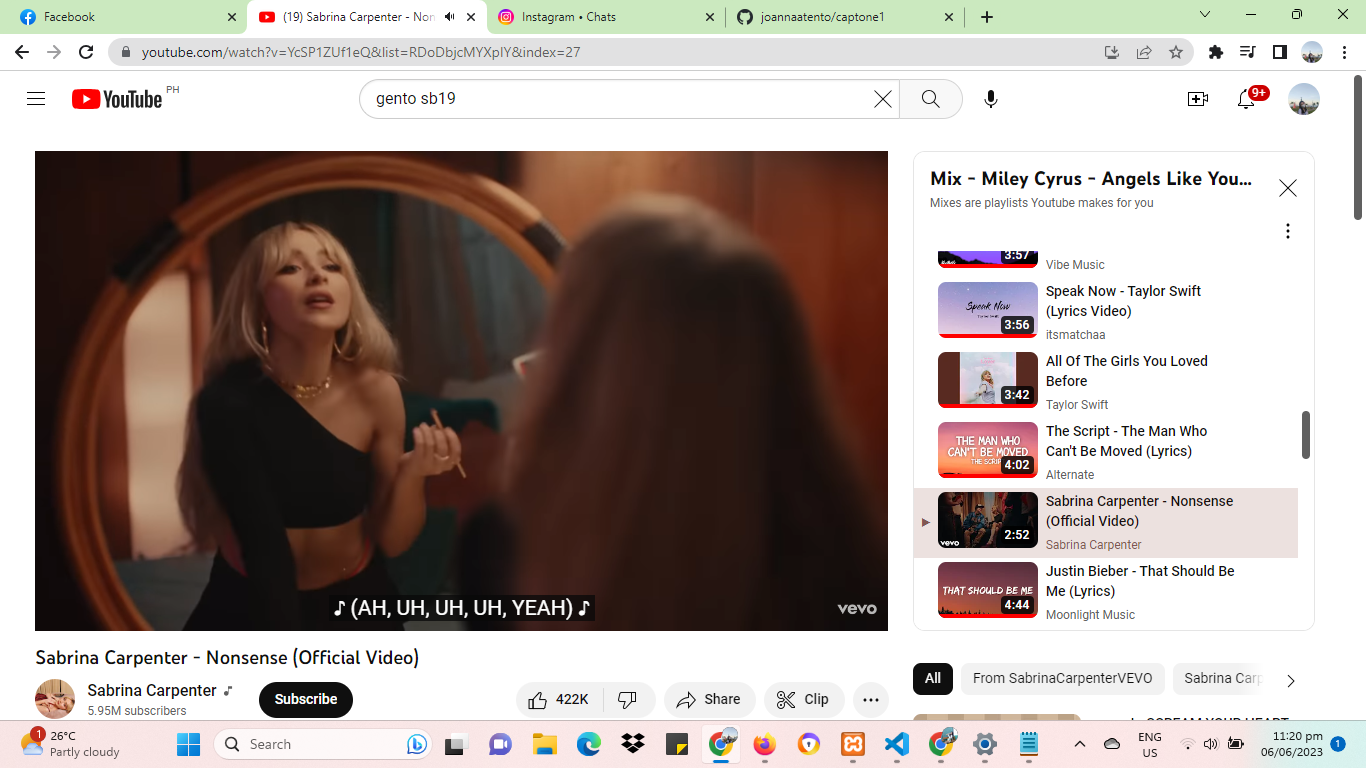 Facebook
(19) Sabrina Carpenter - Non
Instagram • Chats
joannaatento/captone1
youtube.com/watch?v=YcSP1ZUf1eQ&list=RDoDbjcMYXpIY&index=27
YouTube PH
gento sb19
9+
Mix - Miley Cyrus - Angels Like You...
Mixes are playlists Youtube makes for you
3:57
Vibe Music
Speak Now
3:56
Speak Now - Taylor Swift
(Lyrics Video)
itsmatchaa
3:42
All Of The Girls You Loved
Before
Taylor Swift
THE MAN WHO
CAN'T BE MOVED
THE SCRIPT
4:02
The Script - The Man Who
Can't Be Moved (Lyrics)
Alternate
vevo
2:52
Sabrina Carpenter - Nonsense
(Official Video)
Sabrina Carpenter
THAT SHOULD BE ME
4:44
Justin Bieber - That Should Be
Me (Lyrics)
Moonlight Music
♪ (AH, UH, UH, UH, YEAH) ♪
vevo
Sabrina Carpenter - Nonsense (Official Video)
Sabrina Carpenter
5.95M subscribers
Subscribe
422K
Share
Clip
All
From SabrinaCarpenterVEVO
Sabrina Carp
SCREAM YOUR HEART
1
26°C
Partly cloudy
Search
ENG
US
11:20 pm
06/06/2023
1